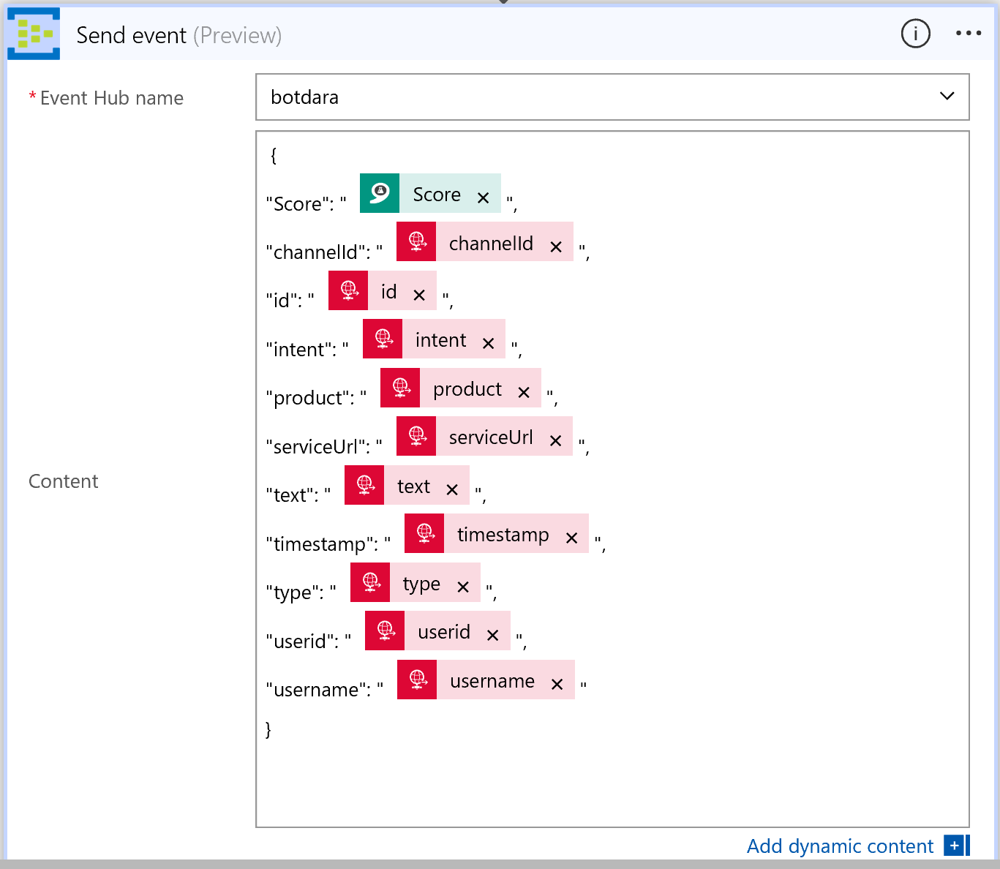 Send event (Preview)
* Event Hub name
botdara
Content
{
"Score": " Score × ",
"channelId": " channelId × ",
"id": " id × ",
"intent": " intent × ",
"product": " product × ",
"serviceUrl": " serviceUrl × ",
"text": " text × ",
"timestamp": " timestamp × ",
"type": " type × ",
"userid": " userid × ",
"username": " username × "
}
Add dynamic content